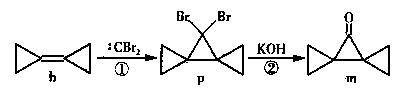 Br Br O
:CBr₂ KOH
① ②
b p m